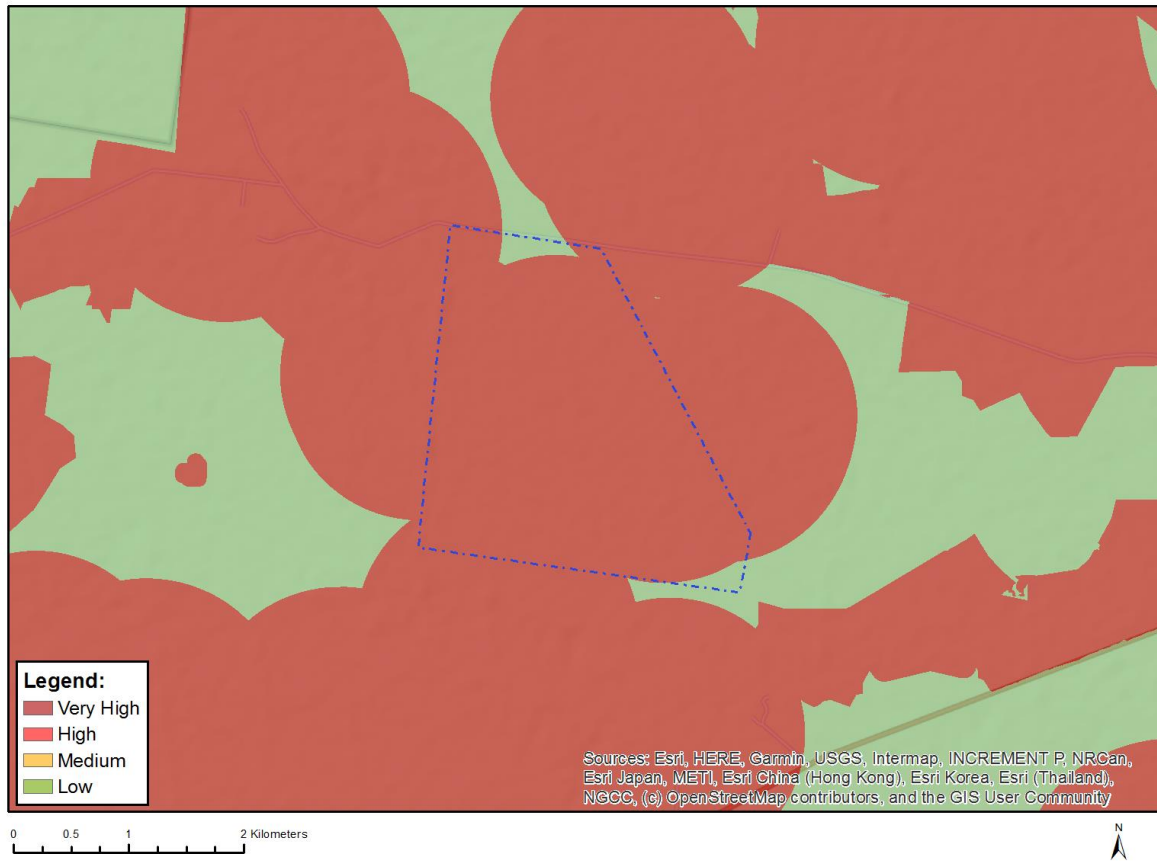 Legend:
Very High
High
Medium
Low
Sources: Esri, HERE, Garmin, USGS, Intermap, INCREMENT P, NRCan,
Esri Japan, METI, Esri China (Hong Kong), Esri Korea, Esri (Thailand),
NGCC, (c) OpenStreetMap contributors, and the GIS User Community
0 0.5 1 2 Kilometers
N